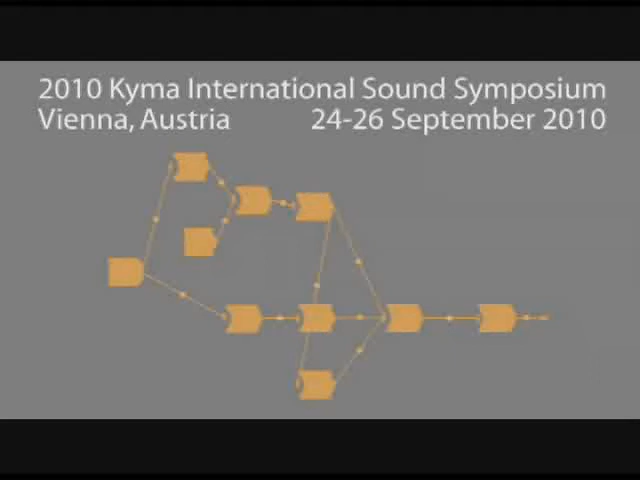 2010 Kyma International Sound Symposium
Vienna, Austria 24-26 September 2010